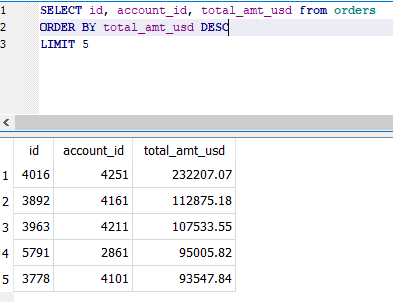 1 SELECT id, account_id, total_amt_usd from orders
2 ORDER BY total_amt_usd DESC
3 LIMIT 5
id account_id total_amt_usd
1 4016 4251 232207.07
2 3892 4161 112875.18
3 3963 4211 107533.55
4 5791 2861 95005.82
5 3778 4101 93547.84